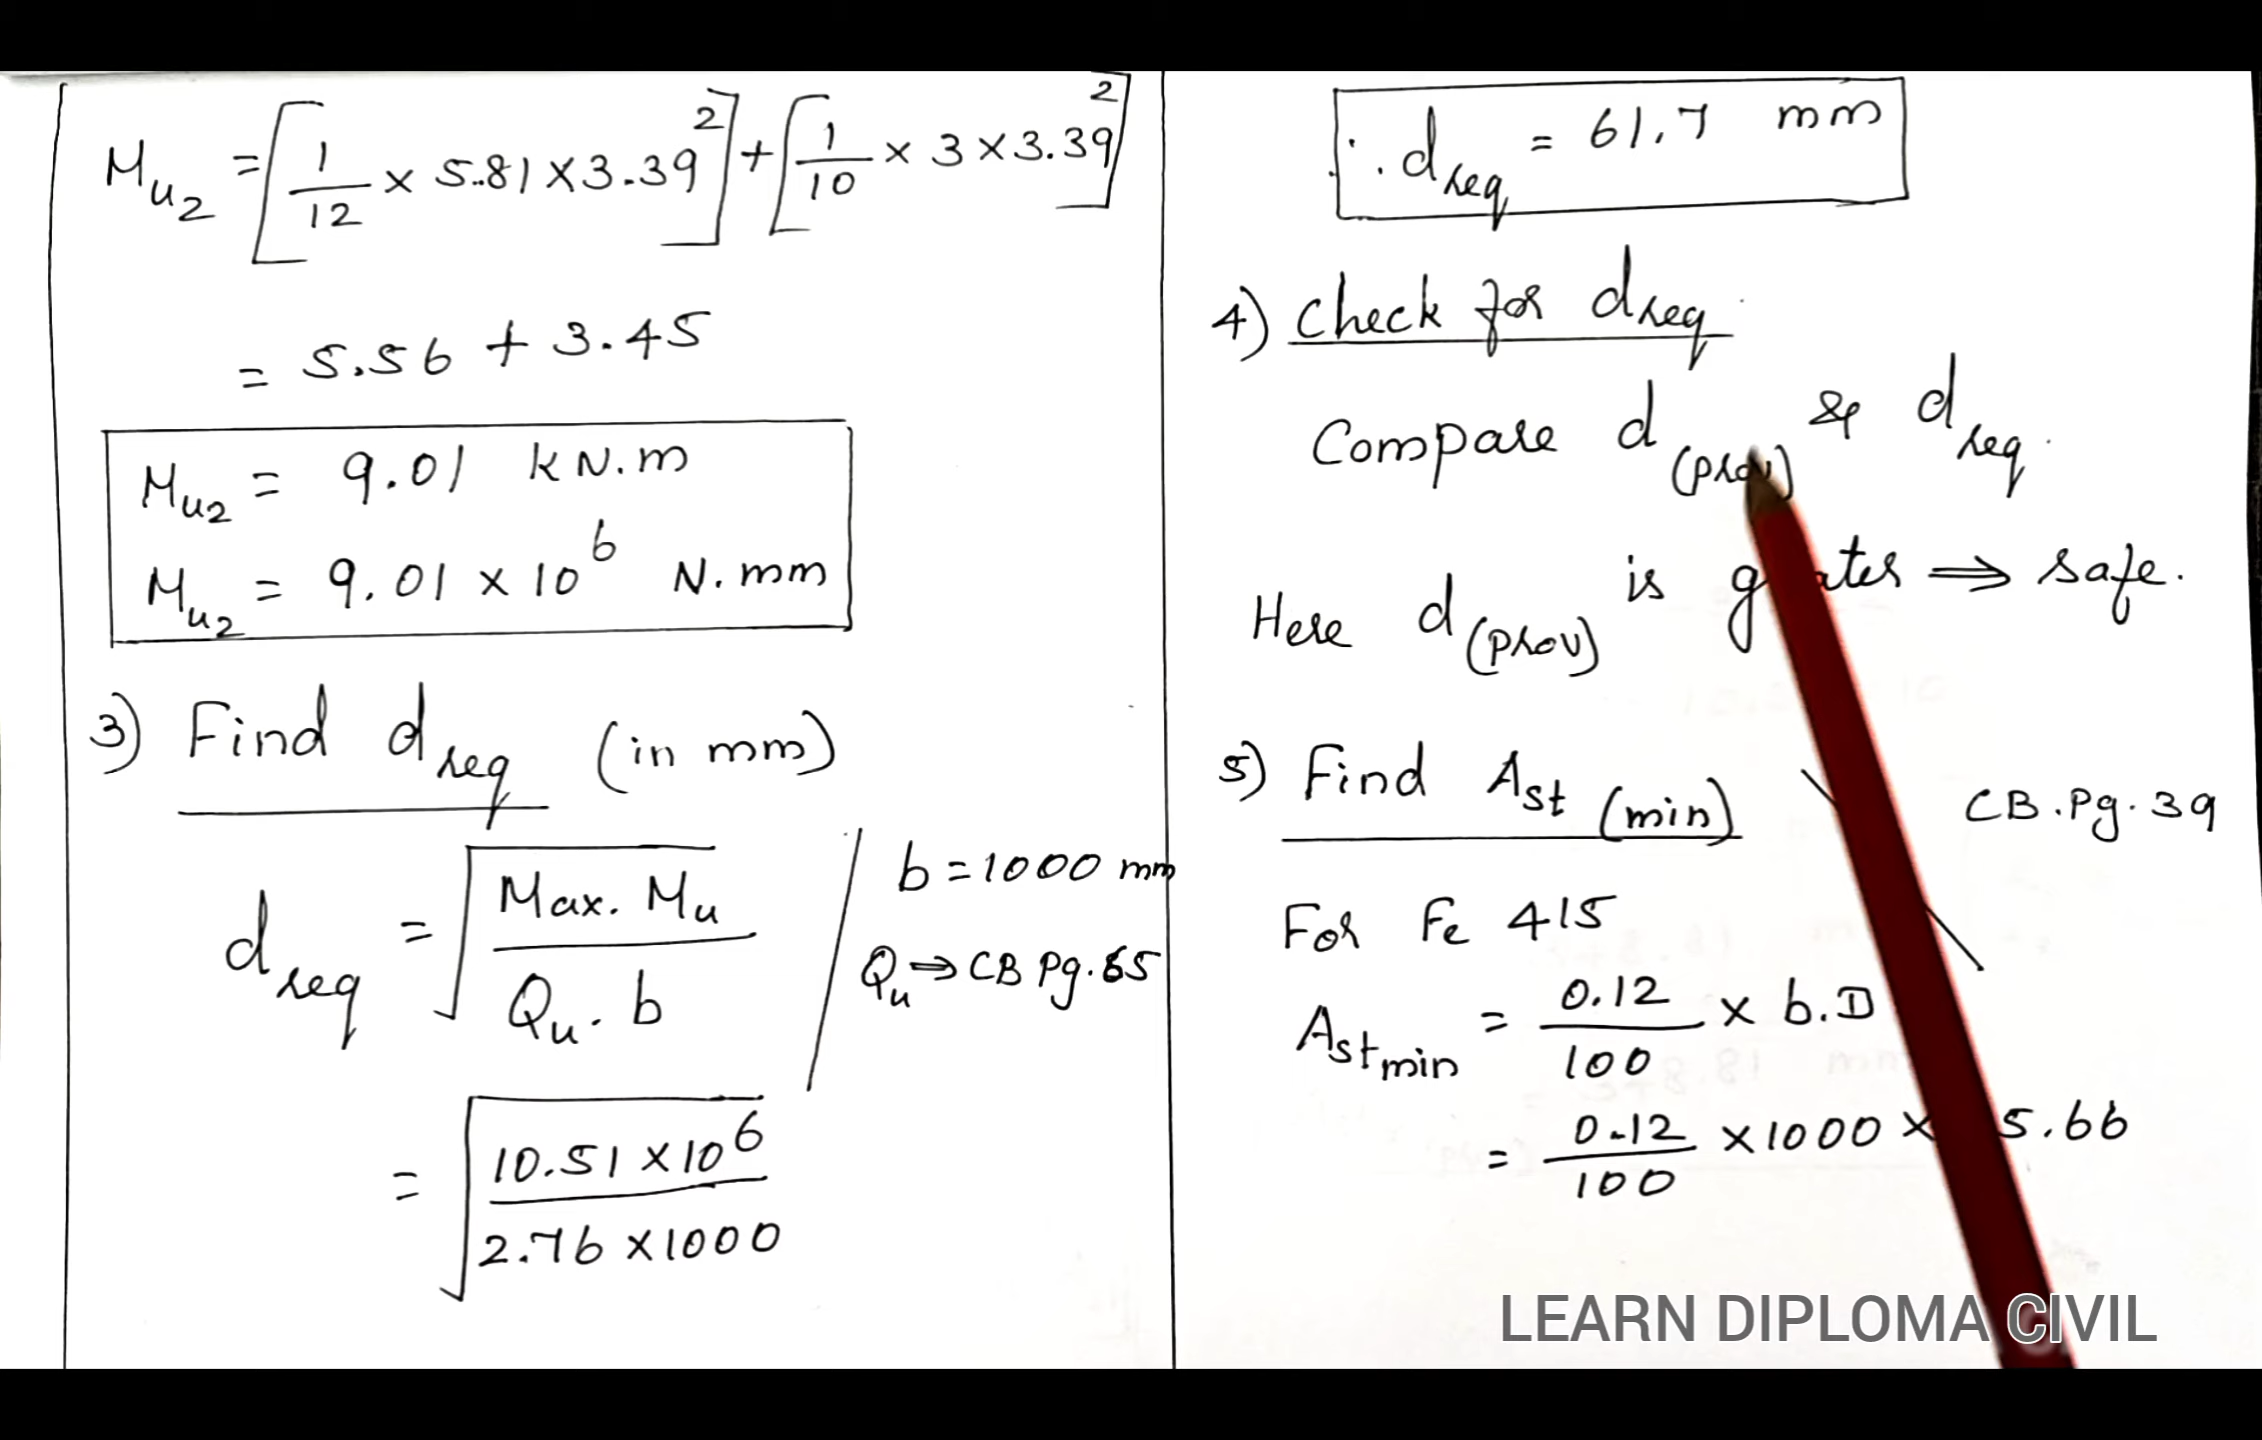 Mu2 = [1/12 × 5.81 × 3.39²] + [1/10 × 3 × 3.39²]
= 5.56 + 3.45
Mu2 = 9.01 kN.m
Mu2 = 9.01 × 10⁶ N.mm
3) Find dreq (in mm)
dreq = √(Max. Mu / Qu. b)
b = 1000 mm
Qu ⇒ CB Pg. 65
= √(10.51 × 10⁶ / 2.76 × 1000)
∴ dreq = 61.7 mm
4) Check for dreq
Compare d(prov) & dreq.
Here d(prov) is ⇒ safe.
5) Find Ast (min)
CB. Pg. 39
For Fe 415
Astmin = 0.12/100 × b.D
= 0.12/100 × 1000 × 5.66
LEARN DIPLOMA CIVIL